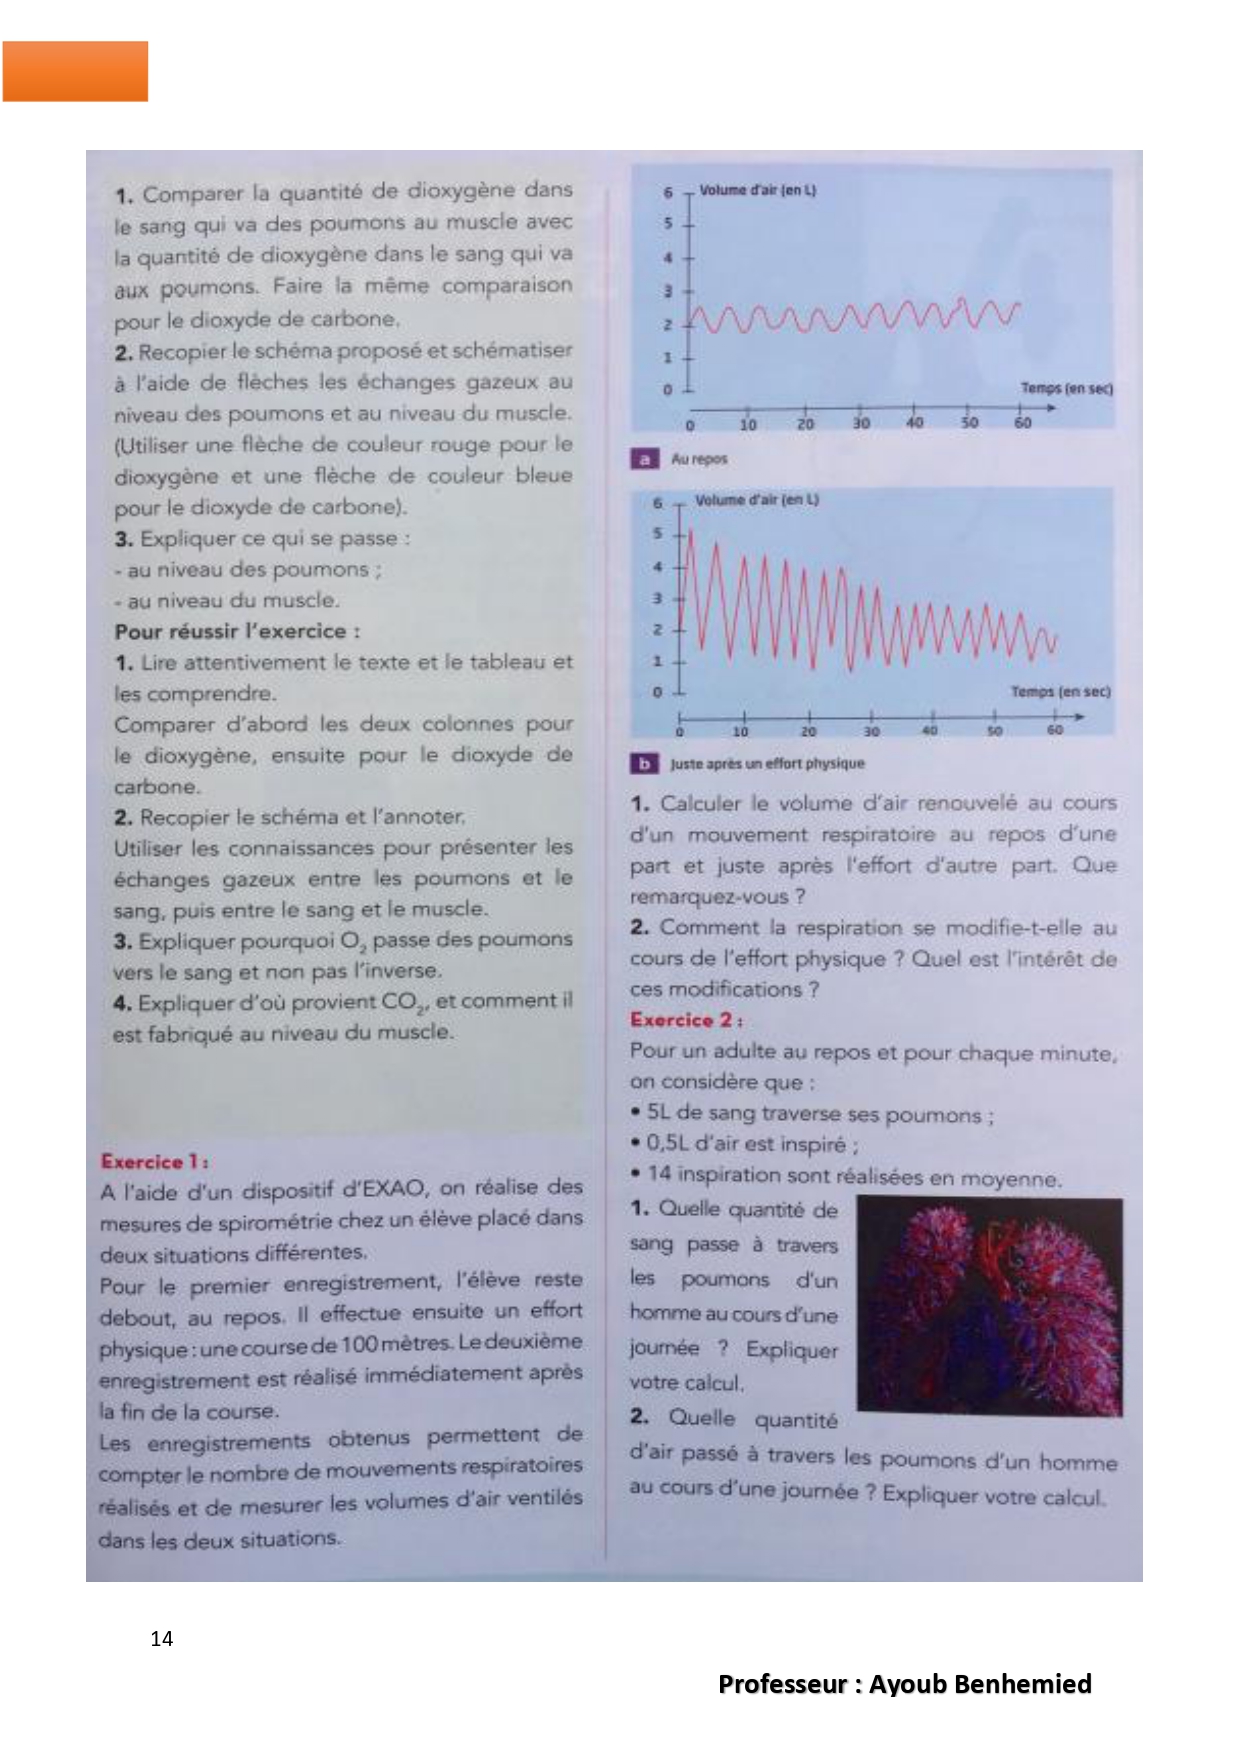 1. Comparer la quantité de dioxygène dans
le sang qui va des poumons au muscle avec
la quantité de dioxygène dans le sang qui va
aux poumons. Faire la même comparaison
pour le dioxyde de carbone.
2. Recopier le schéma proposé et schématiser
à l'aide de flèches les échanges gazeux au
niveau des poumons et au niveau du muscle.
(Utiliser une flèche de couleur rouge pour le
dioxygène et une flèche de couleur bleue
pour le dioxyde de carbone).
3. Expliquer ce qui se passe :
- au niveau des poumons ;
- au niveau du muscle.
Pour réussir l'exercice :
1. Lire attentivement le texte et le tableau et
les comprendre.
Comparer d'abord les deux colonnes pour
le dioxygène, ensuite pour le dioxyde de
carbone.
2. Recopier le schéma et l'annoter.
Utiliser les connaissances pour présenter les
échanges gazeux entre les poumons et le
sang, puis entre le sang et le muscle.
3. Expliquer pourquoi O₂ passe des poumons
vers le sang et non pas l'inverse.
4. Expliquer d'où provient CO₂, et comment il
est fabriqué au niveau du muscle.
Exercice 1 :
A l'aide d'un dispositif d'EXAO, on réalise des
mesures de spirométrie chez un élève placé dans
deux situations différentes.
Pour le premier enregistrement, l'élève reste
debout, au repos. Il effectue ensuite un effort
physique : une course de 100 mètres. Le deuxième
enregistrement est réalisé immédiatement après
la fin de la course.
Les enregistrements obtenus permettent de
compter le nombre de mouvements respiratoires
réalisés et de mesurer les volumes d'air ventilés
dans les deux situations.
Volume d'air (en L)
6
5
4
3
2
1
0
Temps (en sec)
0 10 20 30 40 50 60
a Au repos
Volume d'air (en L)
6
5
4
3
2
1
0
Temps (en sec)
0 10 20 30 40 50 60
b Juste après un effort physique
1. Calculer le volume d'air renouvelé au cours
d'un mouvement respiratoire au repos d'une
part et juste après l'effort d'autre part. Que
remarquez-vous ?
2. Comment la respiration se modifie-t-elle au
cours de l'effort physique ? Quel est l'intérêt de
ces modifications ?
Exercice 2 :
Pour un adulte au repos et pour chaque minute,
on considère que :
• 5L de sang traverse ses poumons ;
• 0,5L d'air est inspiré ;
• 14 inspiration sont réalisées en moyenne.
1. Quelle quantité de
sang passe à travers
les poumons d'un
homme au cours d'une
journée ? Expliquer
votre calcul.
2. Quelle quantité
d'air passé à travers les poumons d'un homme
au cours d'une journée ? Expliquer votre calcul.
14
Professeur : Ayoub Benhemied